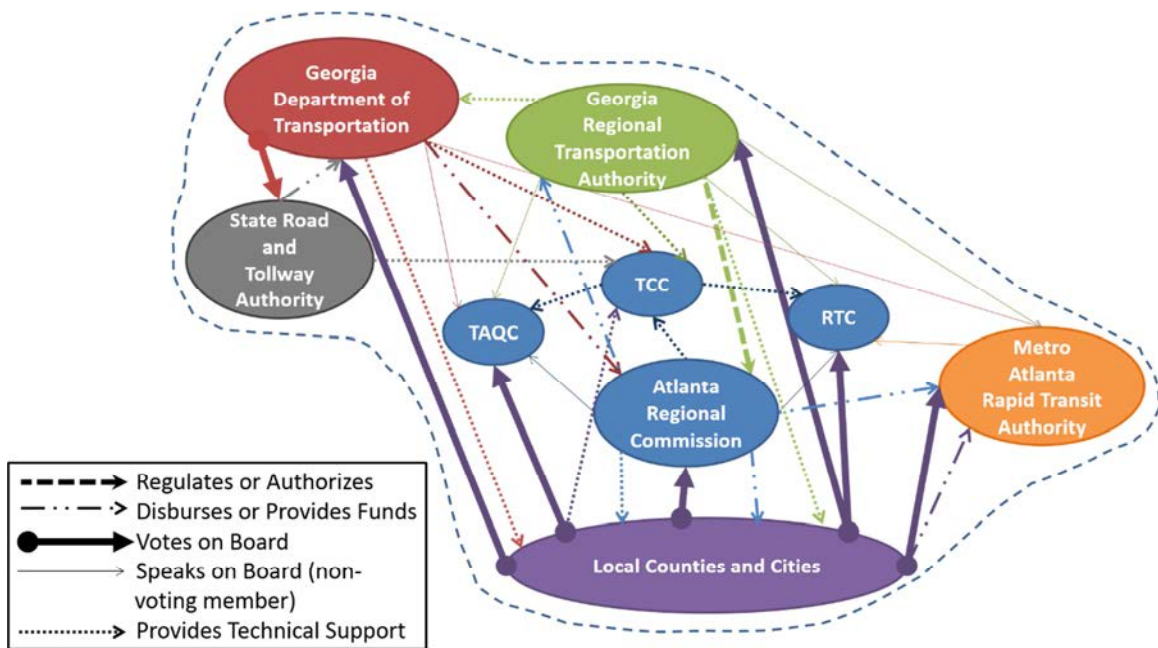 Georgia
Department of
Transportation
Georgia
Regional
Transportation
Authority
State Road
and
Tollway
Authority
TCC
TAQC
RTC
Metro
Atlanta
Rapid Transit
Authority
Atlanta
Regional
Commission
Local Counties and Cities
Regulates or Authorizes
Disburses or Provides Funds
Votes on Board
Speaks on Board (non-
voting member)
Provides Technical Support